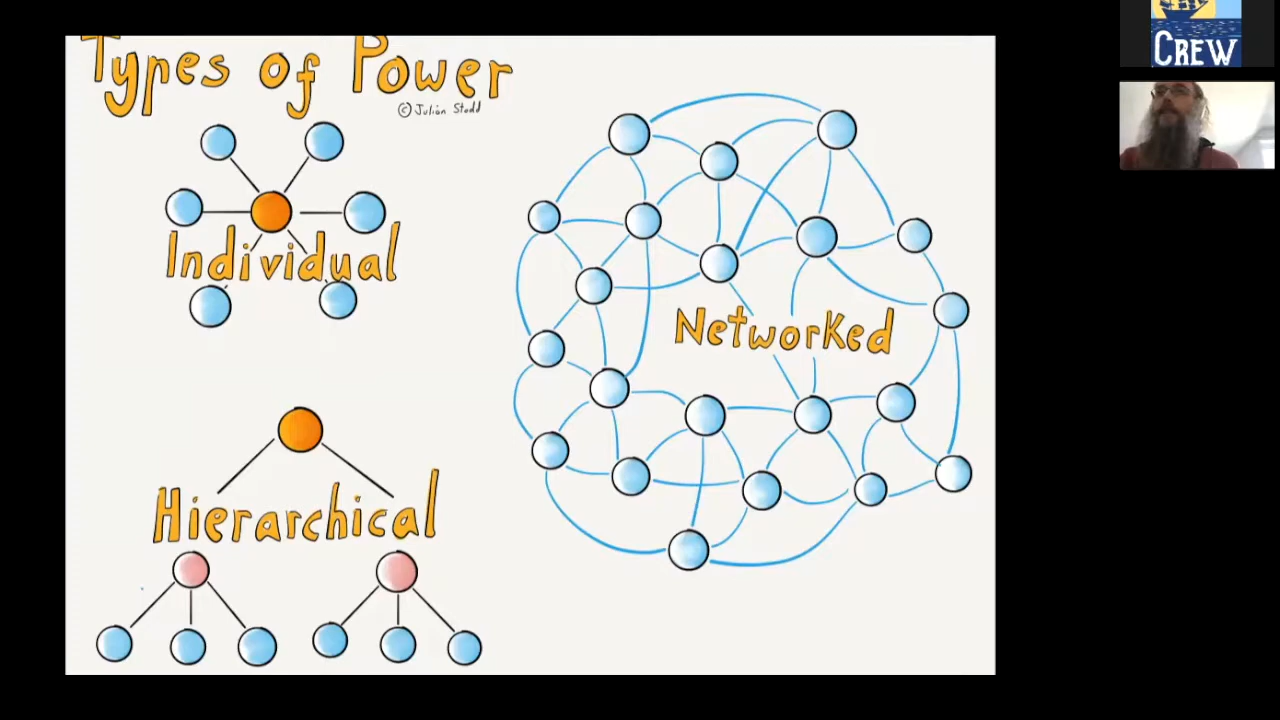 Types of Power
© Julian Stodd
Individual
Networked
Hierarchical
CREW